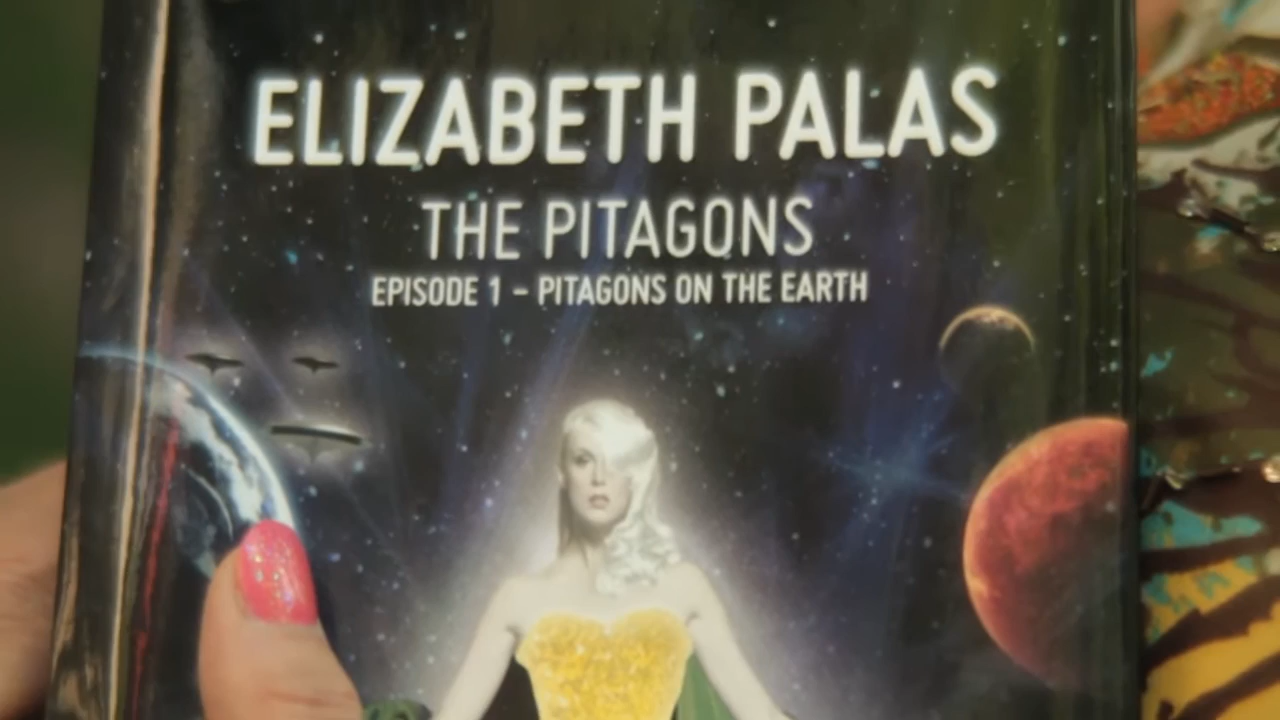 ELIZABETH PALAS
THE PITAGONS
EPISODE 1 - PITAGONS ON THE EARTH